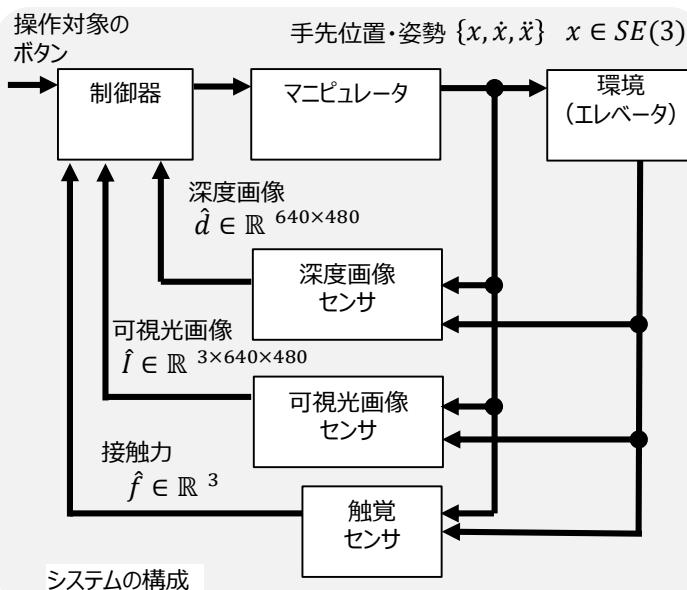 操作対象の
ボタン
手先位置・姿勢 {x, ẋ, ẍ} x ∈ SE(3)
制御器
マニピュレータ
環境
（エレベータ）
深度画像
d̂ ∈ ℝ 640×480
深度画像
センサ
可視光画像
Î ∈ ℝ 3×640×480
可視光画像
センサ
接触力
f̂ ∈ ℝ 3
触覚
センサ
システムの構成